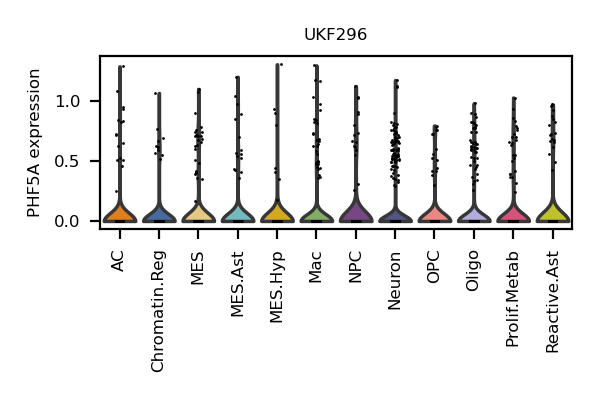 UKF296
PHF5A expression
1.0
0.5
0.0
AC
Chromatin.Reg
MES
MES.Ast
MES.Hyp
Mac
NPC
Neuron
OPC
Oligo
Prolif.Metab
Reactive.Ast